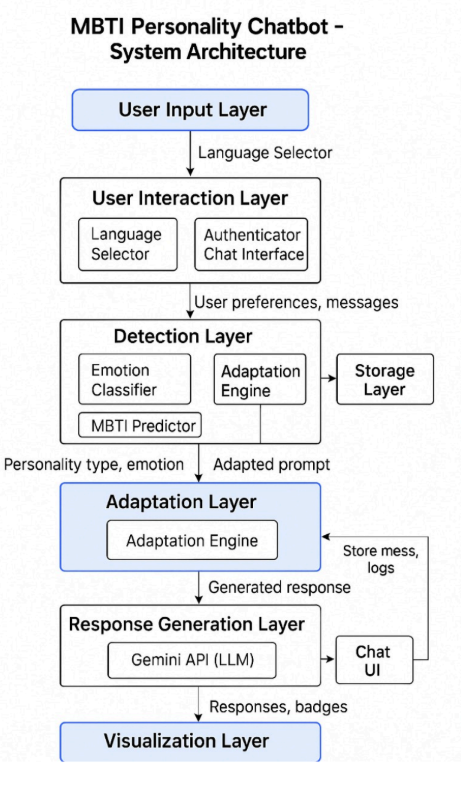 MBTI Personality Chatbot –
System Architecture
User Input Layer
Language Selector
User Interaction Layer
Language
Selector
Authenticator
Chat Interface
User preferences, messages
Detection Layer
Emotion
Classifier
Adaptation
Engine
MBTI Predictor
Storage
Layer
Personality type, emotion
Adapted prompt
Adaptation Layer
Adaptation Engine
Store mess,
logs
Generated response
Response Generation Layer
Gemini API (LLM)
Chat
UI
Responses, badges
Visualization Layer